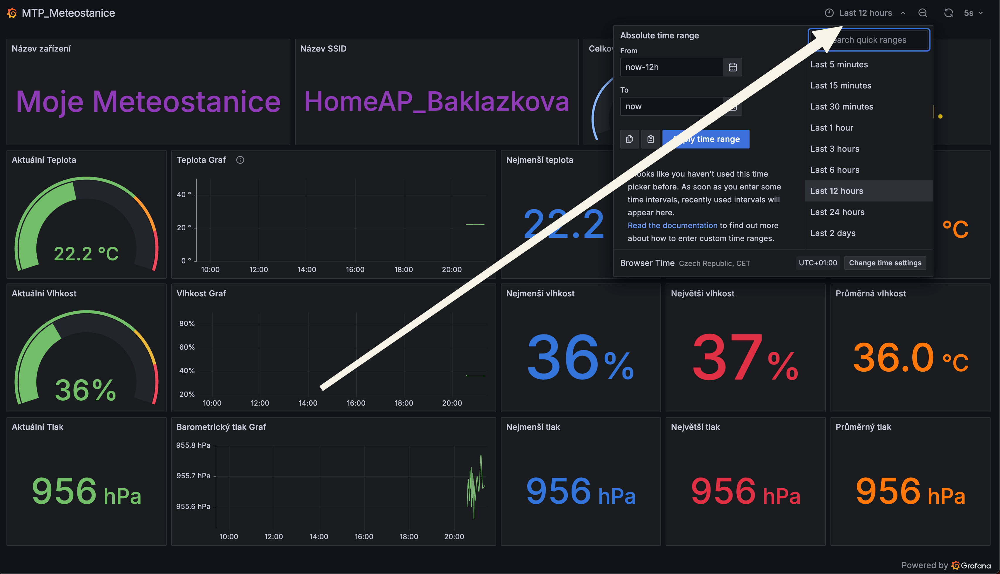 MTP_Meteostanice
Last 12 hours
5s
Název zařízení
Moje Meteostanice
Název SSID
HomeAP_Baklazkova
Absolute time range
From
now-12h
To
now
time range
like you haven't used this time
picker before. As soon as you enter some
time intervals, recently used intervals will
appear here.
Read the documentation to find out more
about how to enter custom time ranges.
quick ranges
Last 5 minutes
Last 15 minutes
Last 30 minutes
Last 1 hour
Last 3 hours
Last 6 hours
Last 12 hours
Last 24 hours
Last 2 days
Browser Time Czech Republic, CET
UTC+01:00
Change time settings
Aktuální Teplota
22.2 °C
Teplota Graf
40 °
20 °
0 °
10:00 12:00 14:00 16:00 18:00 20:00
Nejmenší teplota
22.2
°C
Aktuální Vlhkost
36%
Vlhkost Graf
80%
60%
40%
20%
10:00 12:00 14:00 16:00 18:00 20:00
Nejmenší vlhkost
36%
Největší vlhkost
37%
Průměrná vlhkost
36.0 °C
Aktuální Tlak
956 hPa
Barometrický tlak Graf
955.8 hPa
955.7 hPa
955.6 hPa
10:00 12:00 14:00 16:00 18:00 20:00
Nejmenší tlak
956 hPa
Největší tlak
956 hPa
Průměrný tlak
956 hPa
Powered by Grafana